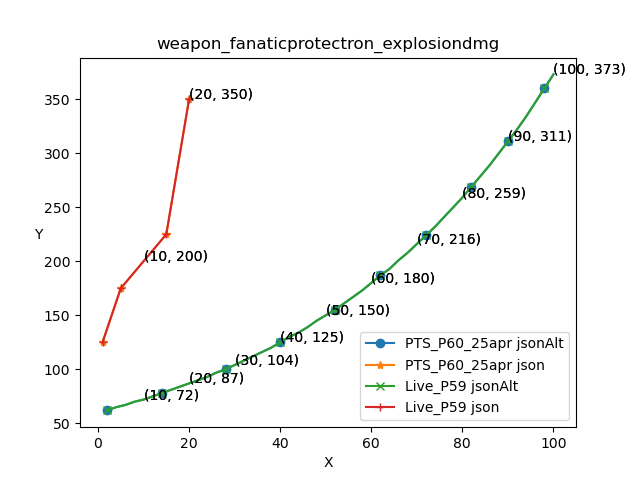 weapon_fanaticprotectron_explosiondmg
(20, 350)
(100, 373)
(90, 311)
(10, 200)
(80, 259)
(70, 216)
(60, 180)
(50, 150)
(40, 125)
(30, 104)
(20, 87)
(10, 72)
Y
350
300
250
200
150
100
50
PTS_P60_25apr jsonAlt
PTS_P60_25apr json
Live_P59 jsonAlt
Live_P59 json
0 20 40 60 80 100
X